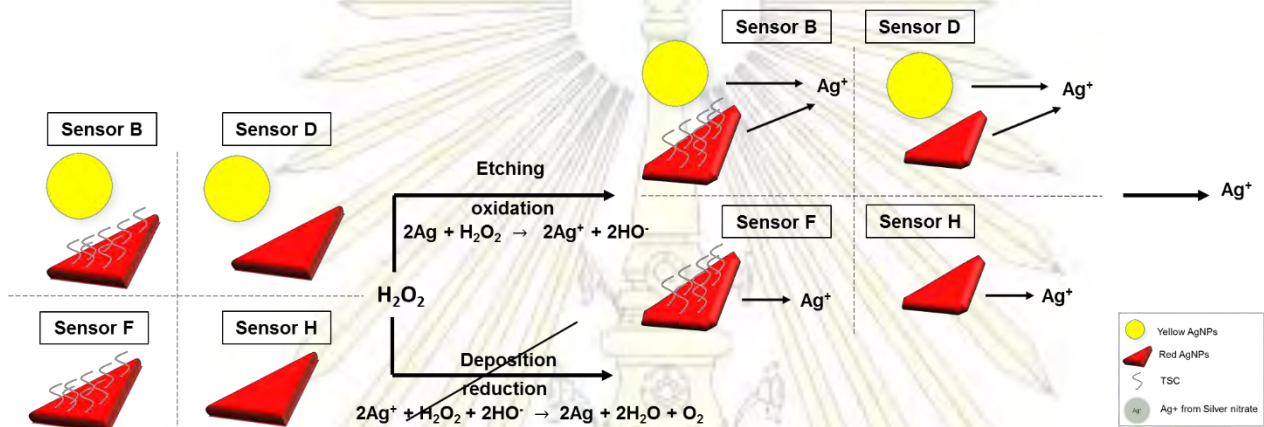 Sensor B
Sensor D
Sensor F
Sensor H
H₂O₂
Etching
oxidation
2Ag + H₂O₂ → 2Ag⁺ + 2HO⁻
Deposition
reduction
2Ag⁺ + H₂O₂ + 2HO⁻ → 2Ag + 2H₂O + O₂
Sensor B
Ag⁺
Sensor D
Ag⁺
Sensor F
Ag⁺
Sensor H
Ag⁺
Ag⁺
Yellow AgNPs
Red AgNPs
TSC
Ag⁺ Ag+ from Silver nitrate